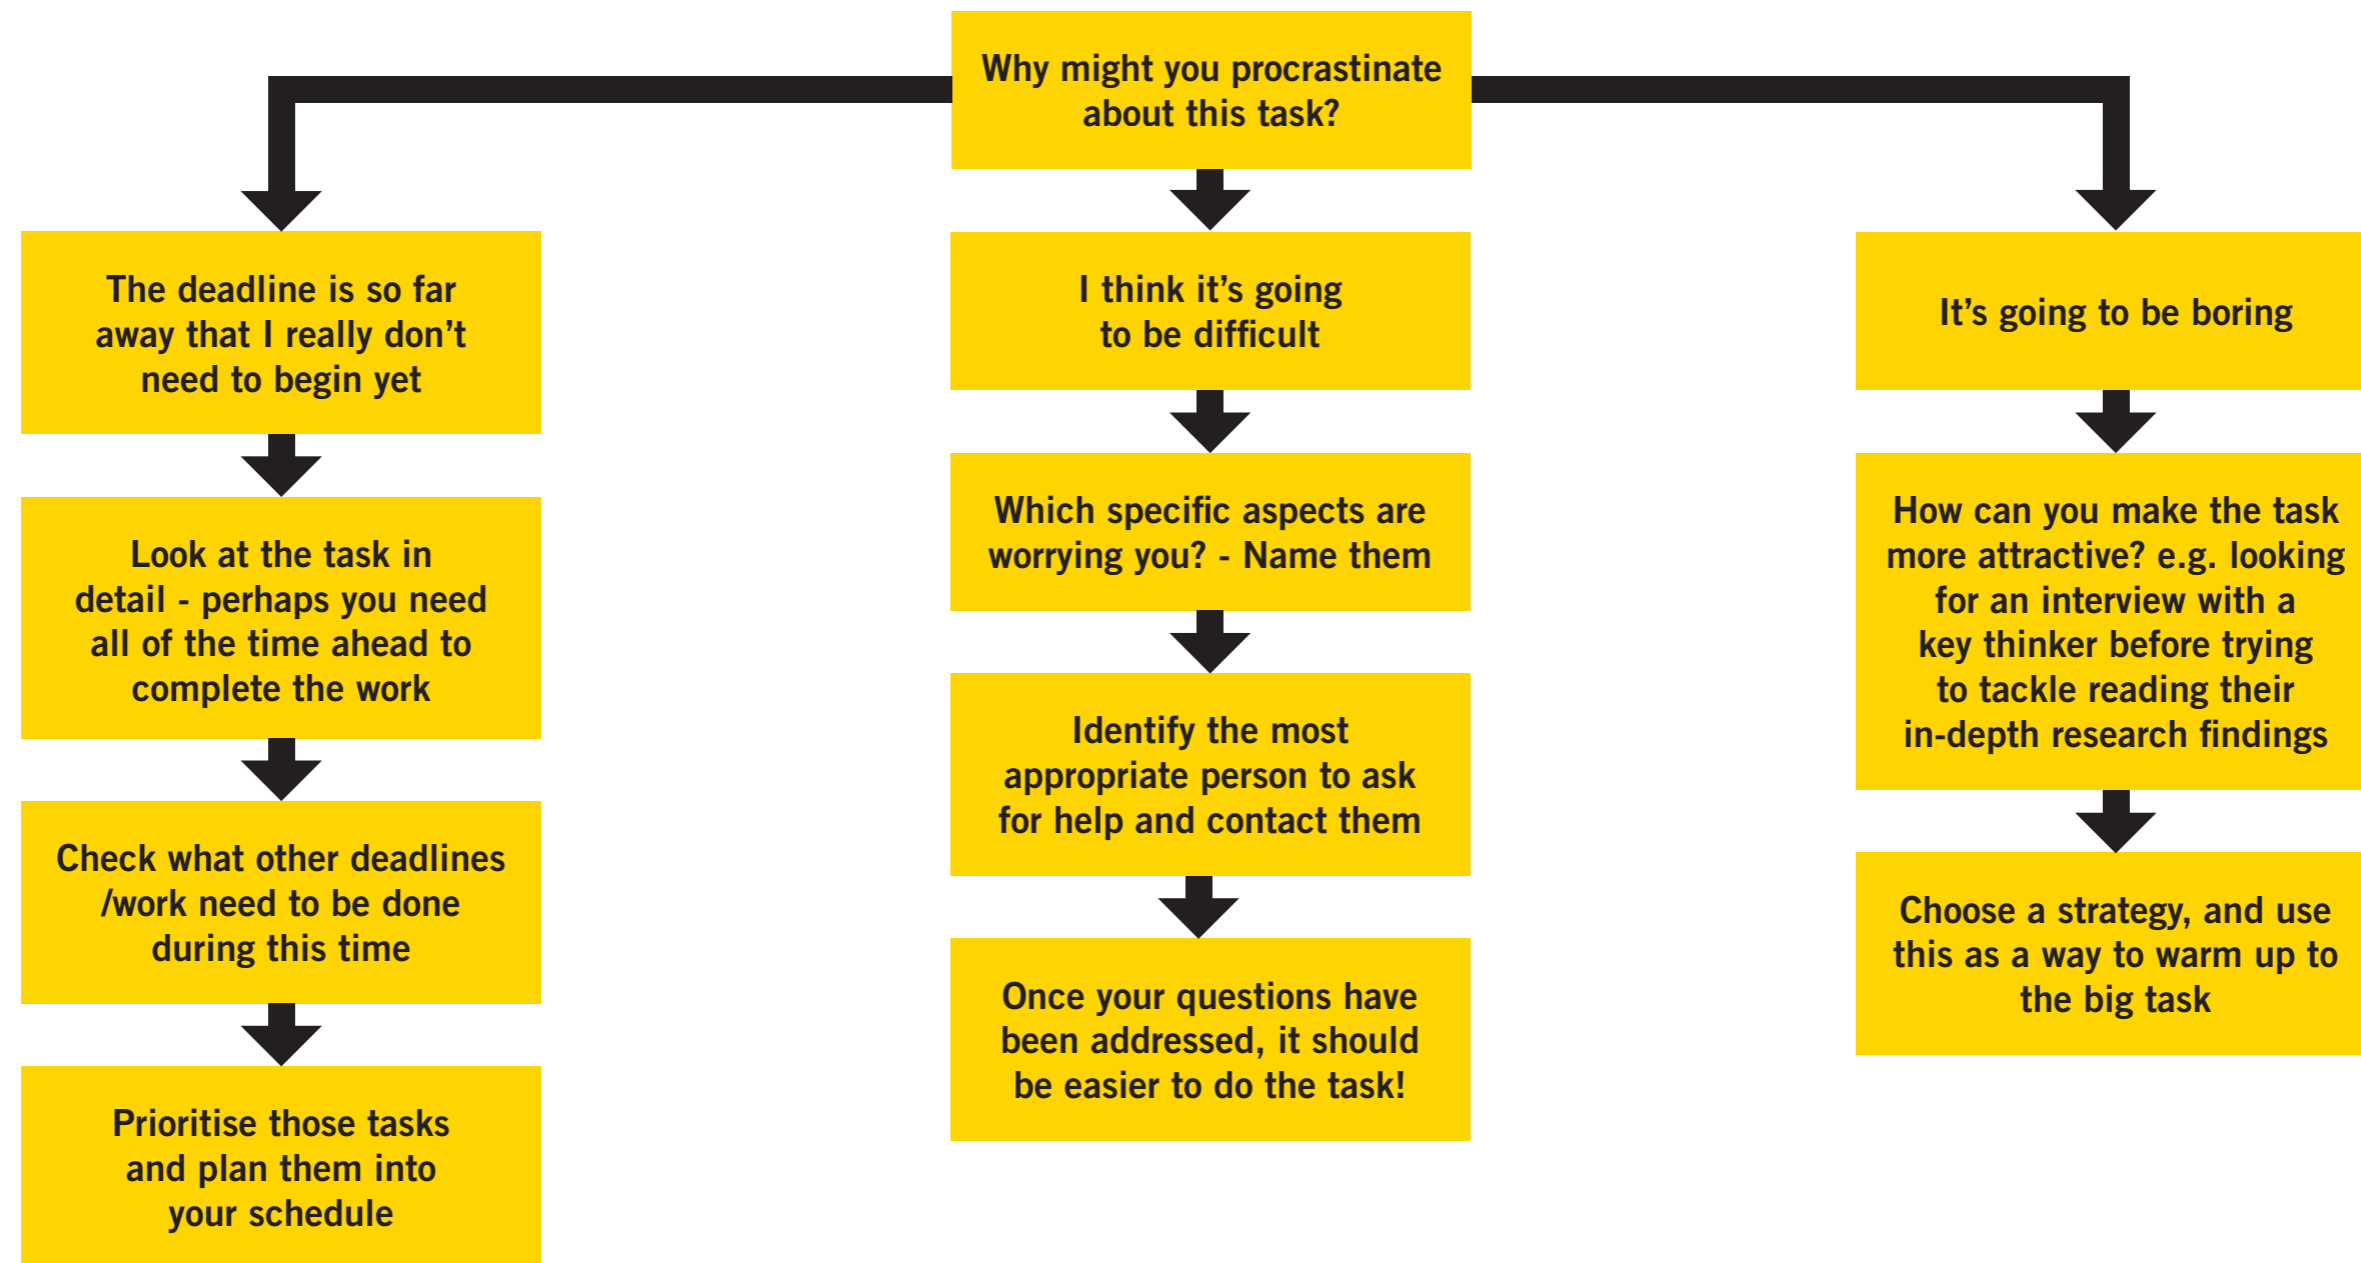 Why might you procrastinate
about this task?
The deadline is so far
away that I really don’t
need to begin yet
Look at the task in
detail - perhaps you need
all of the time ahead to
complete the work
Check what other deadlines
/work need to be done
during this time
Prioritise those tasks
and plan them into
your schedule
I think it’s going
to be difficult
Which specific aspects are
worrying you? - Name them
Identify the most
appropriate person to ask
for help and contact them
Once your questions have
been addressed, it should
be easier to do the task!
It’s going to be boring
How can you make the task
more attractive? e.g. looking
for an interview with a
key thinker before trying
to tackle reading their
in-depth research findings
Choose a strategy, and use
this as a way to warm up to
the big task